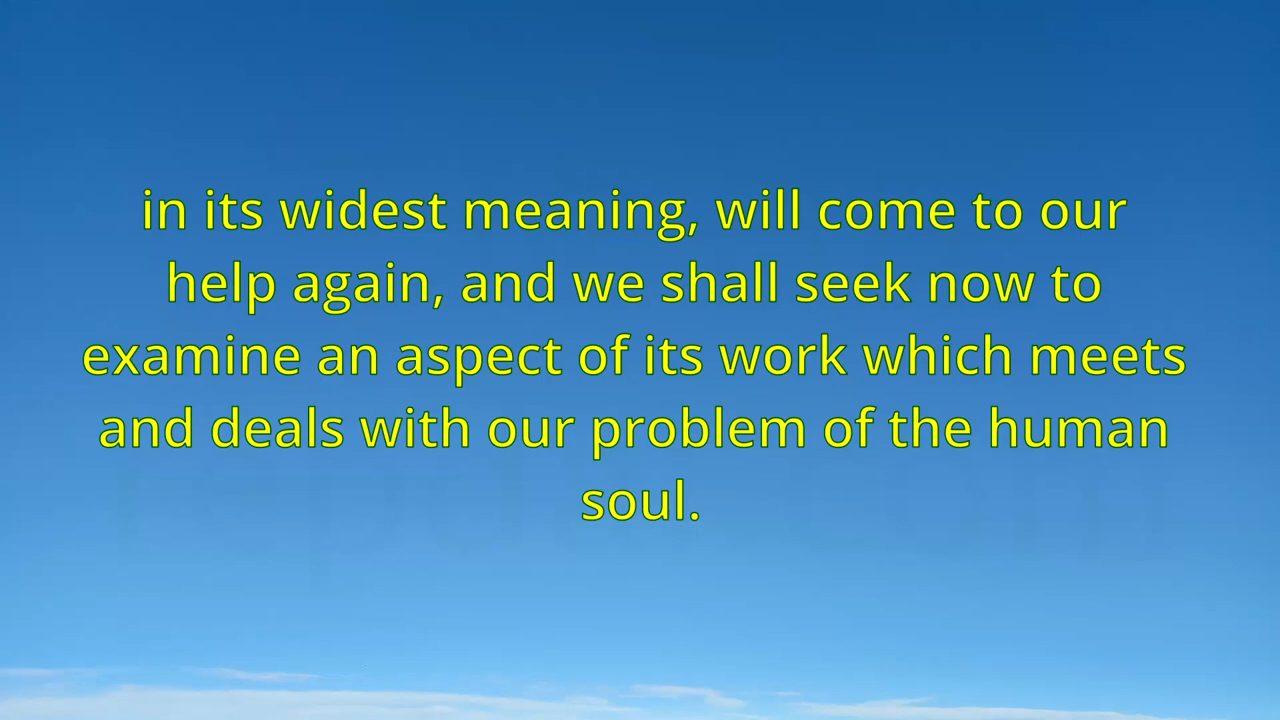 in its widest meaning, will come to our
help again, and we shall seek now to
examine an aspect of its work which meets
and deals with our problem of the human
soul.